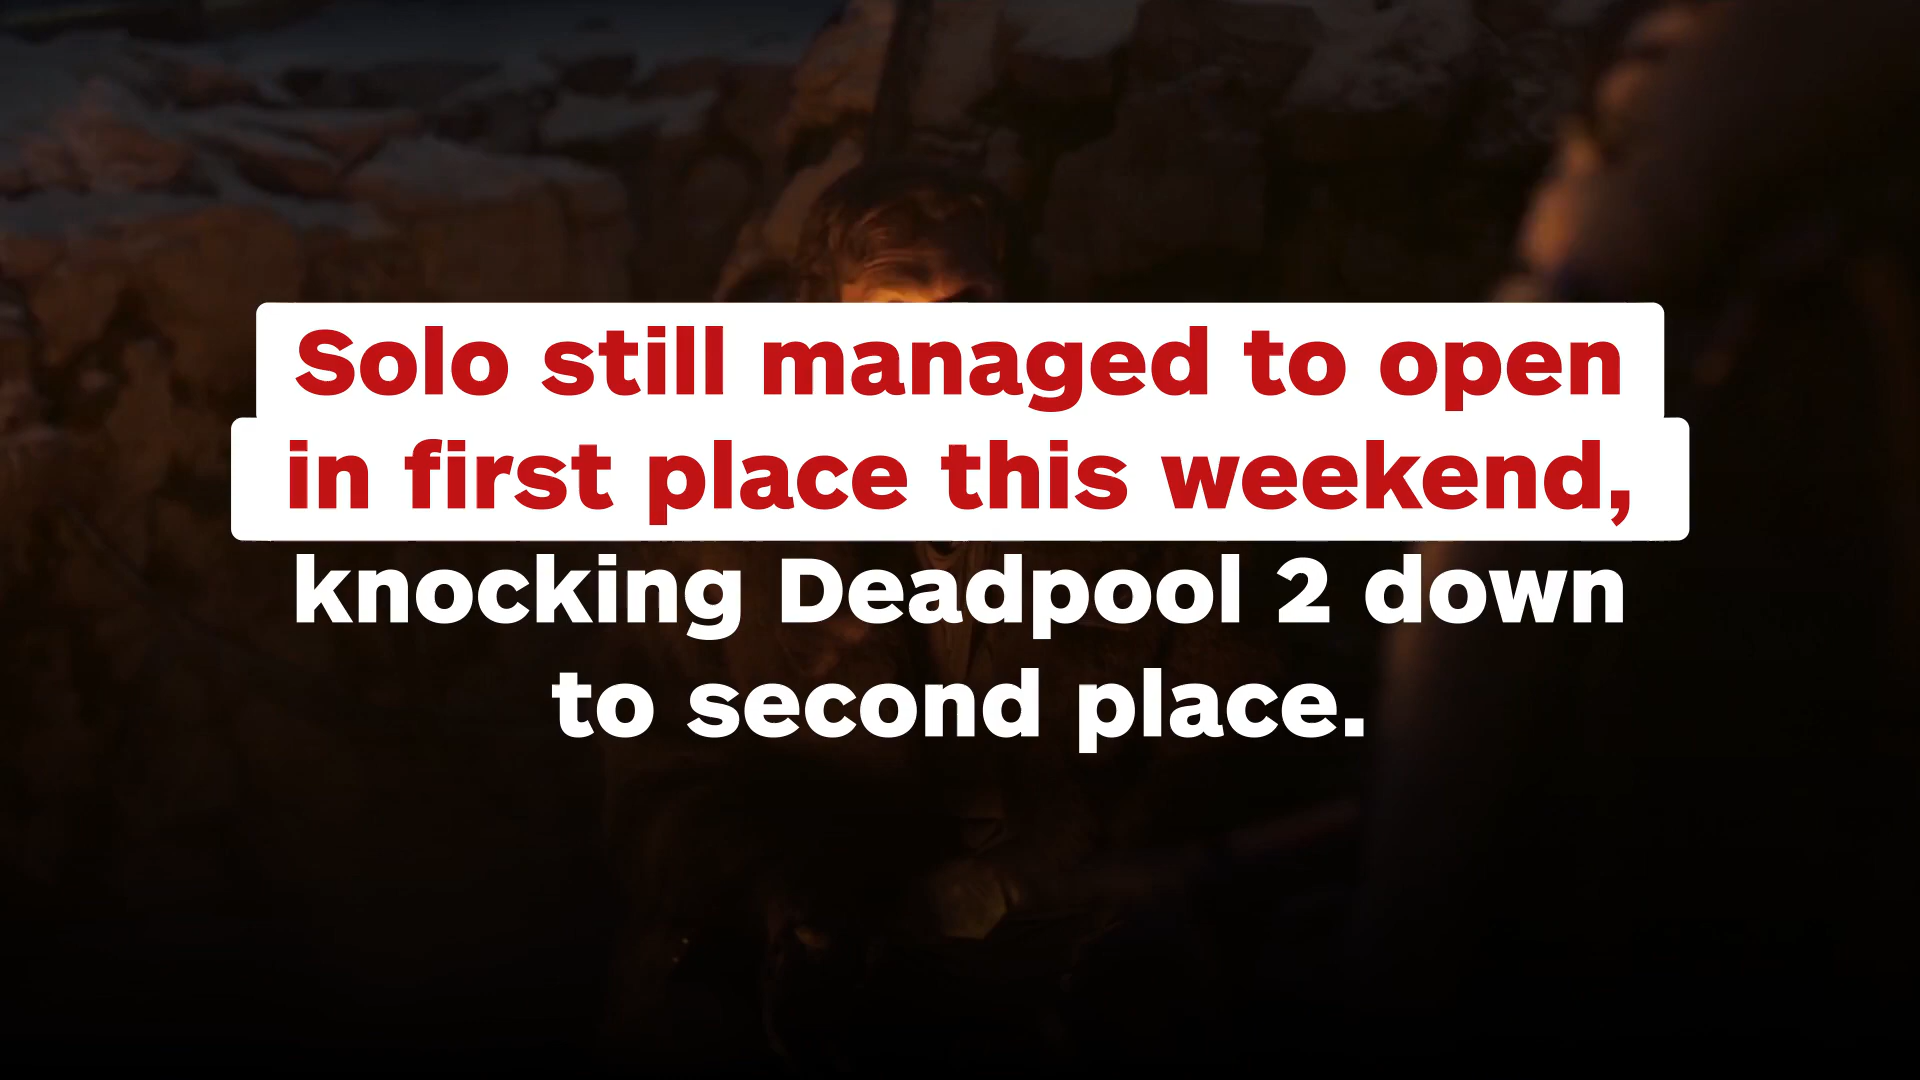 Solo still managed to open
in first place this weekend,
knocking Deadpool 2 down
to second place.